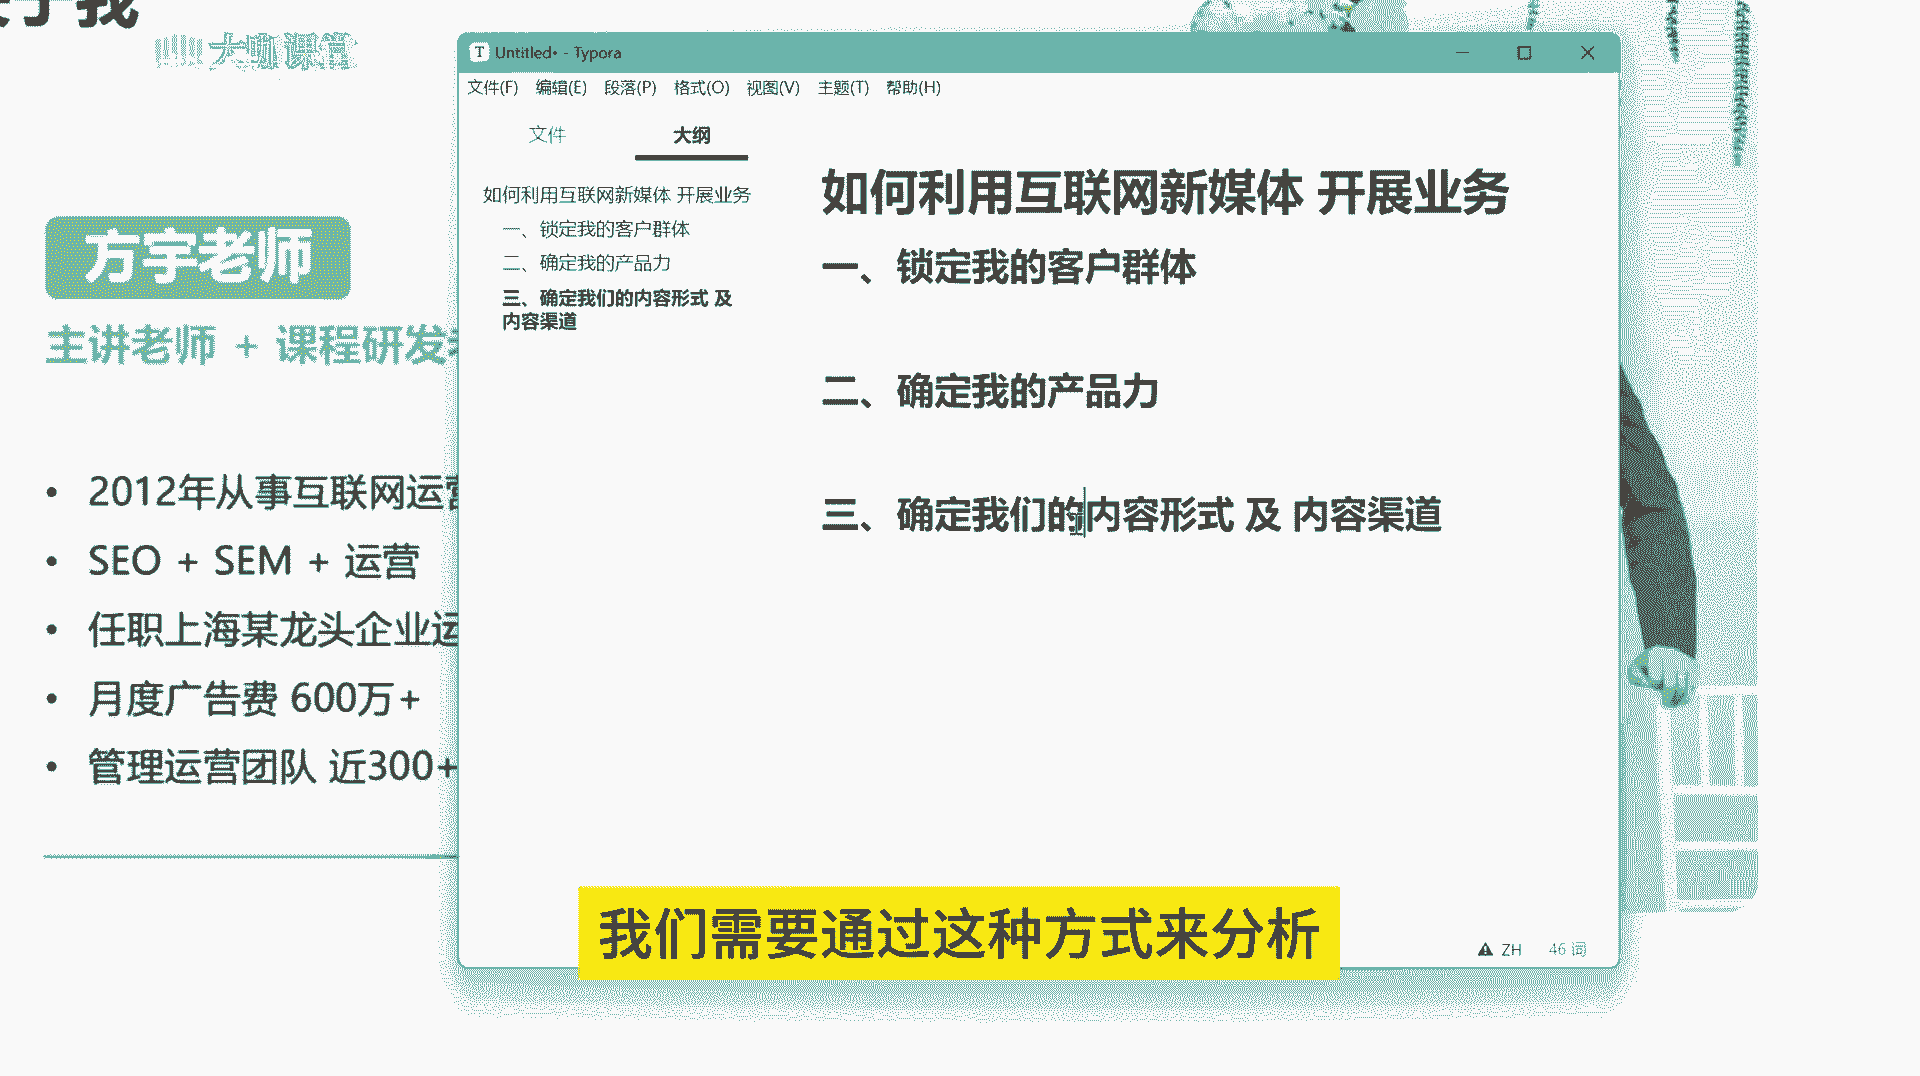 于我
大咖课堂
方宇老师
主讲老师 + 课程研发
2012年从事互联网运营
SEO + SEM + 运营
任职上海某龙头企业运
月度广告费 600万+
管理运营团队 近300+
Untitled• - Typora
文件(F) 编辑(E) 段落(P) 格式(O) 视图(V) 主题(T) 帮助(H)
文件 大纲
如何利用互联网新媒体 开展业务
一、锁定我的客户群体
二、确定我的产品力
三、确定我们的内容形式 及
内容渠道
如何利用互联网新媒体 开展业务
一、锁定我的客户群体
二、确定我的产品力
三、确定我们的内容形式 及 内容渠道
ZH 46 词
我们需要通过这种方式来分析